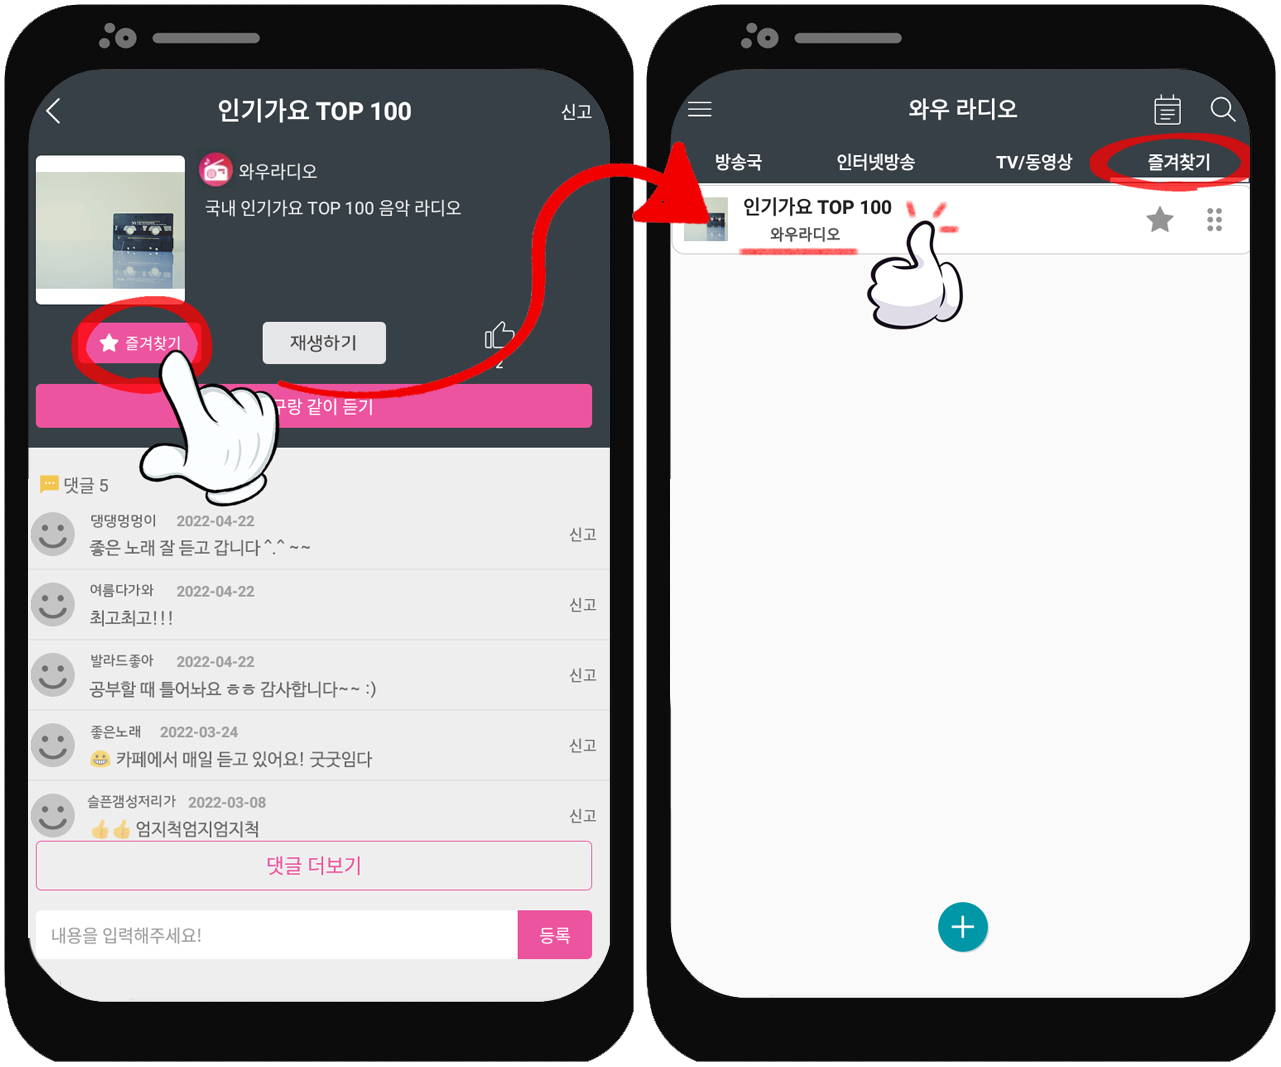 인기가요 TOP 100
신고
와우라디오
국내 인기가요 TOP 100 음악 라디오
즐겨찾기
재생하기
2
구랑 같이 듣기
댓글 5
댕댕멍멍이 2022-04-22
좋은 노래 잘 듣고 갑니다 ^.^ ~~
신고
여름다가와 2022-04-22
최고최고!!!
신고
발라드좋아 2022-04-22
공부할 때 틀어놔요 ㅎㅎ 감사합니다~~ :)
신고
좋은노래 2022-03-24
😁 카페에서 매일 듣고 있어요! 굿굿임다
신고
슬픈갬성저리가 2022-03-08
👍👍 엄지척엄지엄지척
신고
댓글 더보기
내용을 입력해주세요!
등록
와우 라디오
방송국 인터넷방송 TV/동영상 즐겨찾기
인기가요 TOP 100
와우라디오